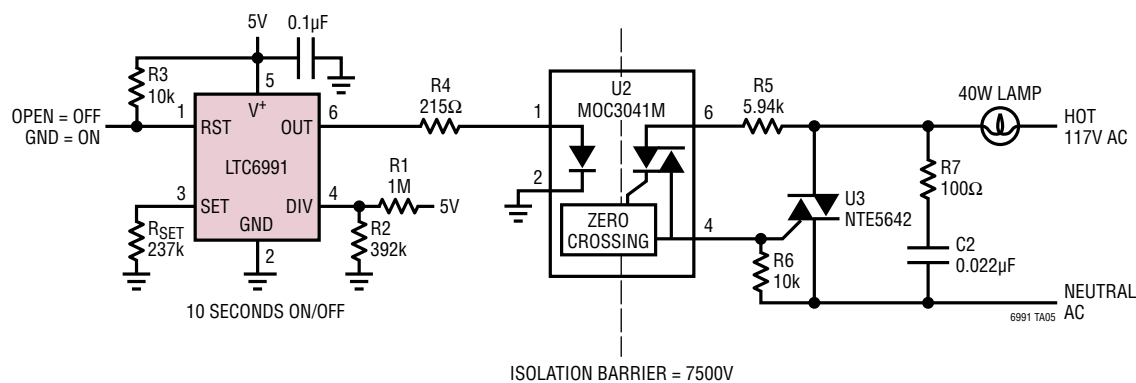 5V
0.1µF
R3
10k
5
V+
OPEN = OFF
GND = ON
1
RST
OUT
6
R4
215Ω
LTC6991
3
SET
DIV
4
R1
1M
5V
GND
RSET
237k
2
R2
392k
10 SECONDS ON/OFF
U2
MOC3041M
1
2
6
4
ZERO
CROSSING
R5
5.94k
R6
10k
U3
NTE5642
40W LAMP
HOT
117V AC
R7
100Ω
C2
0.022µF
NEUTRAL
AC
6991 TA05
ISOLATION BARRIER = 7500V